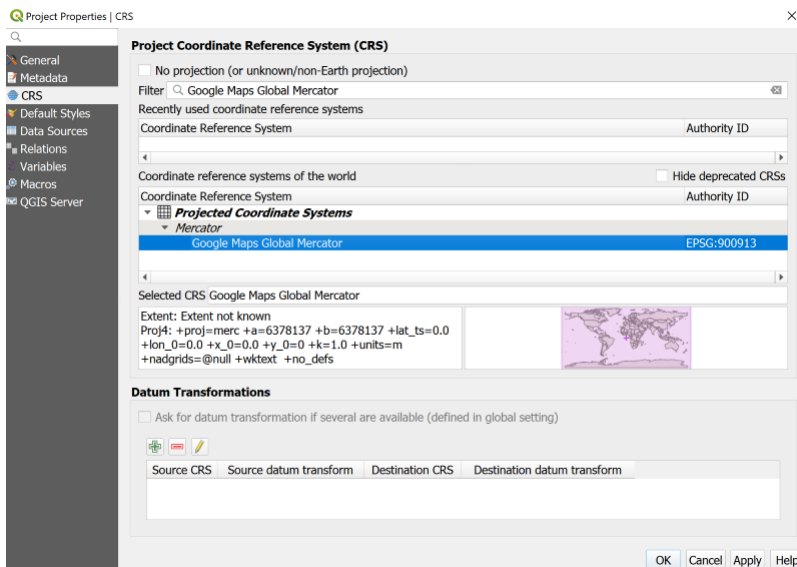 Project Properties | CRS
General
Metadata
CRS
Default Styles
Data Sources
Relations
Variables
Macros
QGIS Server
Project Coordinate Reference System (CRS)
No projection (or unknown/non-Earth projection)
Filter Google Maps Global Mercator
Recently used coordinate reference systems
Coordinate Reference System Authority ID
Coordinate reference systems of the world Hide deprecated CRSs
Coordinate Reference System Authority ID
Projected Coordinate Systems
Mercator
Google Maps Global Mercator EPSG:900913
Selected CRS Google Maps Global Mercator
Extent: Extent not known
Proj4: +proj=merc +a=6378137 +b=6378137 +lat_ts=0.0
+lon_0=0.0 +x_0=0.0 +y_0=0 +k=1.0 +units=m
+nadgrids=@null +wktext +no_defs
Datum Transformations
Ask for datum transformation if several are available (defined in global setting)
Source CRS Source datum transform Destination CRS Destination datum transform
OK Cancel Apply Help